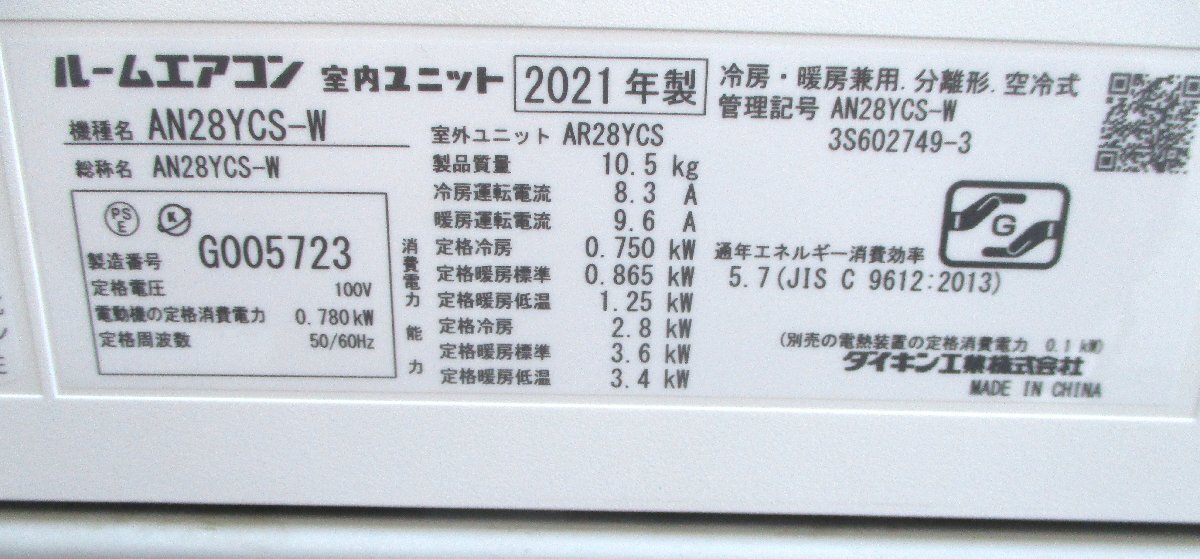 ルームエアコン 室内ユニット 2021年製
冷房・暖房兼用.分離形.空冷式
管理記号 AN28YCS-W
3S602749-3
機種名 AN28YCS-W
総称名 AN28YCS-W
PS
E
K
製造番号 G005723
定格電圧 100V
電動機の定格消費電力 0.780kW
定格周波数 50/60Hz
室外ユニット AR28YCS
製品質量 10.5 kg
冷房運転電流 8.3 A
暖房運転電流 9.6 A
消費電力
定格冷房 0.750 kW
定格暖房標準 0.865 kW
定格暖房低温 1.25 kW
能力
定格冷房 2.8 kW
定格暖房標準 3.6 kW
定格暖房低温 3.4 kW
G
通年エネルギー消費効率
5.7(JIS C 9612:2013)
(別売の電熱装置の定格消費電力 0.1 kW)
ダイキン工業株式会社
MADE IN CHINA